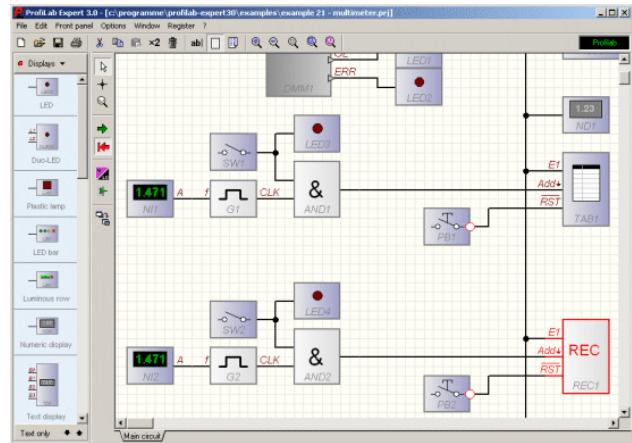 ProfiLab Expert 3.0 - [c:\programme\profilab-expert30\examples\example 21 - multimeter.prj]
File Edit Front panel Options Window Register ?
×2 ab| Profilab
Displays
LED
Duo-LED
Plastic lamp
LED bar
Luminous row
Numeric display
Text display
Text only
DMM1
ERR
LED1
LED2
1.23
ND1
SW1
LED3
1.471
NI1
A
f
G1
CLK
&
AND1
E1
Add
RST
TAB1
PB1
SW2
LED4
1.471
NI2
A
f
G2
CLK
&
AND2
E1
Add
RST
REC
REC1
PB2
Main circuit